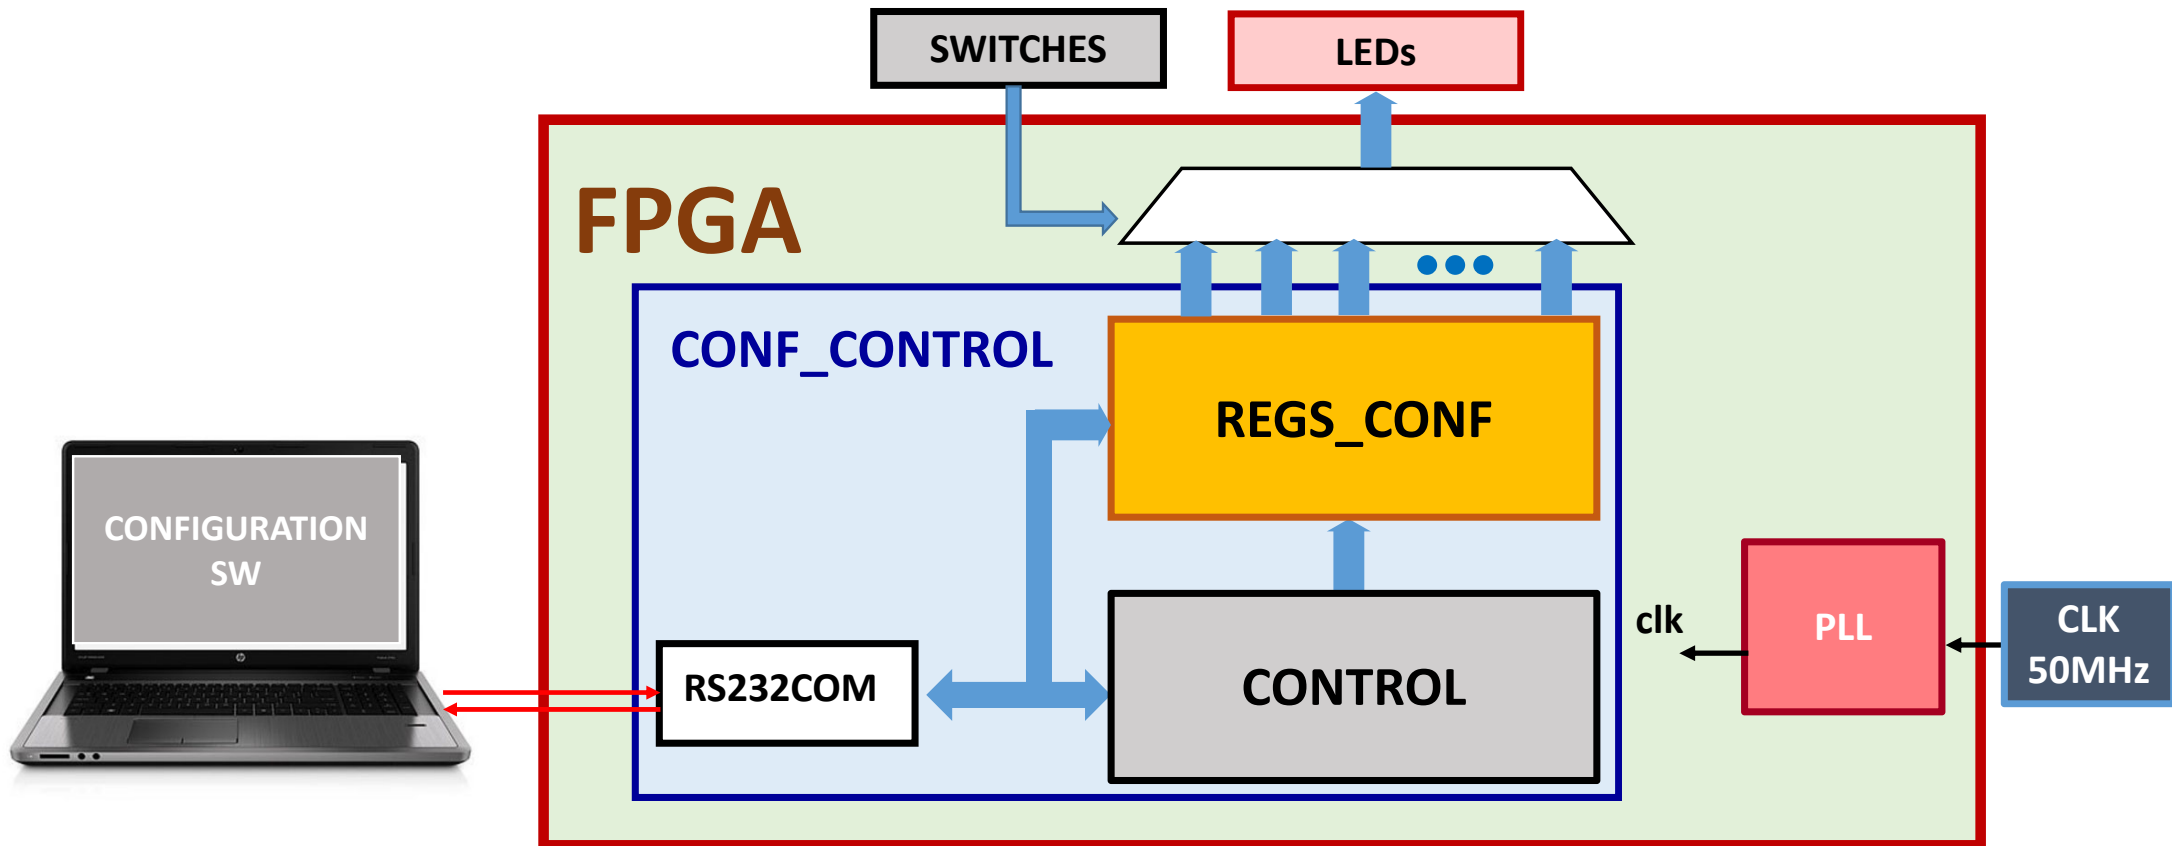 SWITCHES
LEDs
FPGA
CONF_CONTROL
REGS_CONF
CONFIGURATION
SW
RS232COM
CONTROL
clk
PLL
CLK
50MHz